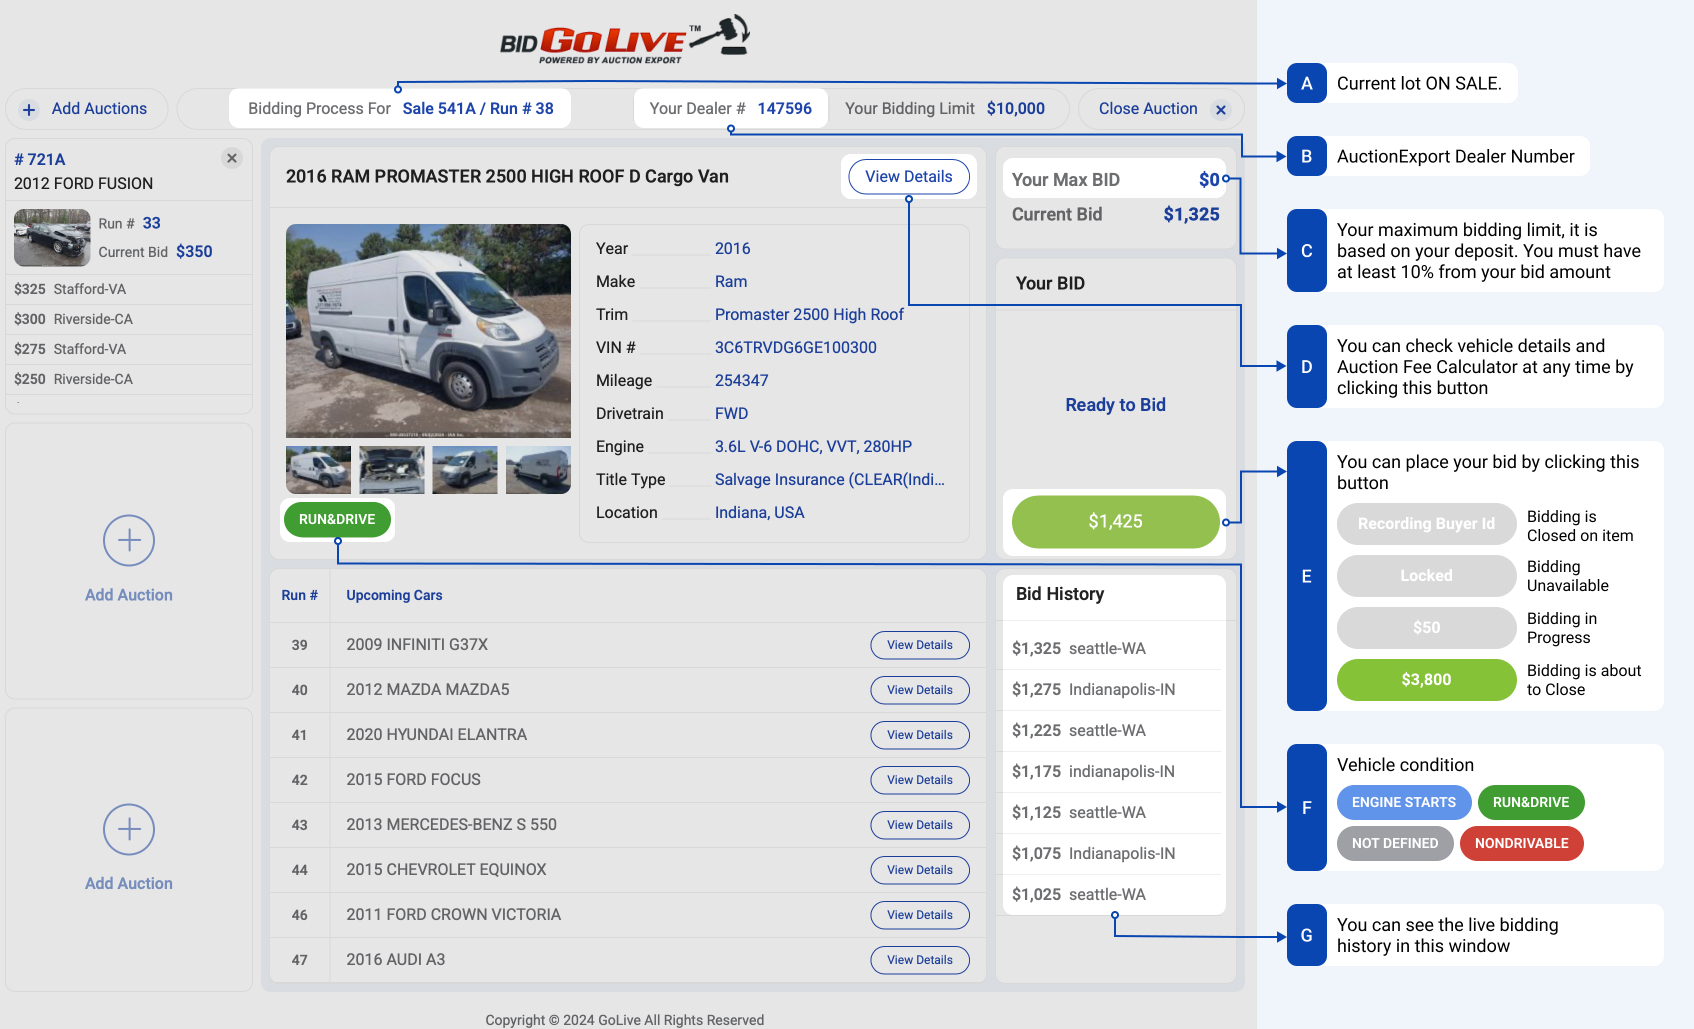 BID GO LIVE ™
POWERED BY AUCTION EXPORT
+ Add Auctions
Bidding Process For Sale 541A / Run # 38
Your Dealer # 147596
Your Bidding Limit $10,000
Close Auction ×
# 721A ×
2012 FORD FUSION
Run # 33
Current Bid $350
$325 Stafford-VA
$300 Riverside-CA
$275 Stafford-VA
$250 Riverside-CA
Add Auction
Add Auction
2016 RAM PROMASTER 2500 HIGH ROOF D Cargo Van
View Details
Year 2016
Make Ram
Trim Promaster 2500 High Roof
VIN # 3C6TRVDG6GE100300
Mileage 254347
Drivetrain FWD
Engine 3.6L V-6 DOHC, VVT, 280HP
Title Type Salvage Insurance (CLEAR(Indi...
Location Indiana, USA
RUN&DRIVE
Your Max BID $0
Current Bid $1,325
Your BID
Ready to Bid
$1,425
Run # Upcoming Cars
39 2009 INFINITI G37X View Details
40 2012 MAZDA MAZDA5 View Details
41 2020 HYUNDAI ELANTRA View Details
42 2015 FORD FOCUS View Details
43 2013 MERCEDES-BENZ S 550 View Details
44 2015 CHEVROLET EQUINOX View Details
46 2011 FORD CROWN VICTORIA View Details
47 2016 AUDI A3 View Details
Bid History
$1,325 seattle-WA
$1,275 Indianapolis-IN
$1,225 seattle-WA
$1,175 indianapolis-IN
$1,125 seattle-WA
$1,075 Indianapolis-IN
$1,025 seattle-WA
Copyright © 2024 GoLive All Rights Reserved
A Current lot ON SALE.
B AuctionExport Dealer Number
C
Your maximum bidding limit, it is
based on your deposit. You must have
at least 10% from your bid amount
D
You can check vehicle details and
Auction Fee Calculator at any time by
clicking this button
E
You can place your bid by clicking this
button
Recording Buyer Id
Bidding is
Closed on item
Locked
Bidding
Unavailable
$50
Bidding in
Progress
$3,800
Bidding is about
to Close
F
Vehicle condition
ENGINE STARTS RUN&DRIVE
NOT DEFINED NONDRIVABLE
G
You can see the live bidding
history in this window